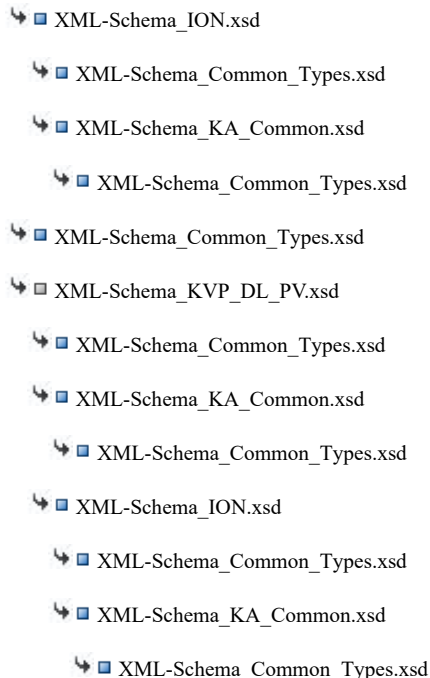 XML-Schema_ION.xsd
XML-Schema_Common_Types.xsd
XML-Schema_KA_Common.xsd
XML-Schema_Common_Types.xsd
XML-Schema_Common_Types.xsd
XML-Schema_KVP_DL_PV.xsd
XML-Schema_Common_Types.xsd
XML-Schema_KA_Common.xsd
XML-Schema_Common_Types.xsd
XML-Schema_ION.xsd
XML-Schema_Common_Types.xsd
XML-Schema_KA_Common.xsd
XML-Schema_Common_Types.xsd